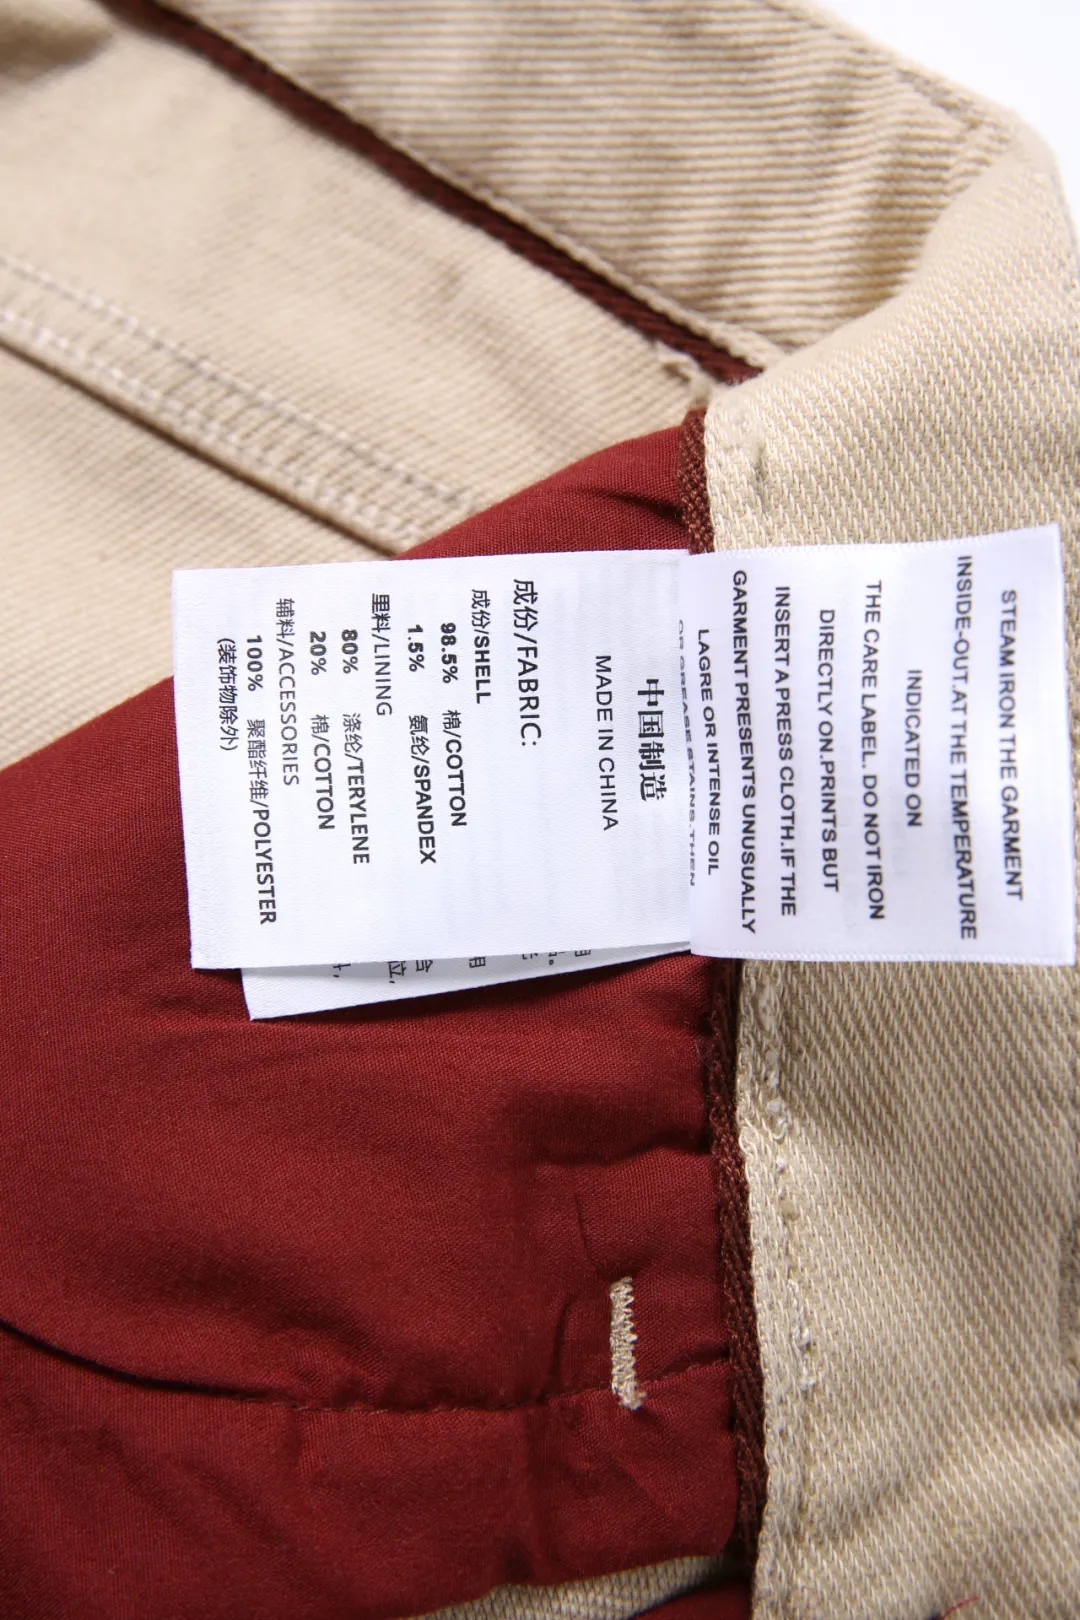 中国制造
MADE IN CHINA
成份/FABRIC:
成份/SHELL
98.5% 棉/COTTON
1.5% 氨纶/SPANDEX
里料/LINING
80% 涤纶/TERYLENE
20% 棉/COTTON
辅料/ACCESSORIES
100% 聚酯纤维/POLYESTER
(装饰物除外)
STEAM IRON THE GARMENT
INSIDE-OUT.AT THE TEMPERATURE
INDICATED ON
THE CARE LABEL. DO NOT IRON
DIRECTLY ON.PRINTS BUT
INSERT A PRESS CLOTH.IF THE
GARMENT PRESENTS UNUSUALLY
LAGRE OR INTENSE OIL
OR GREASE STAINS.THEN